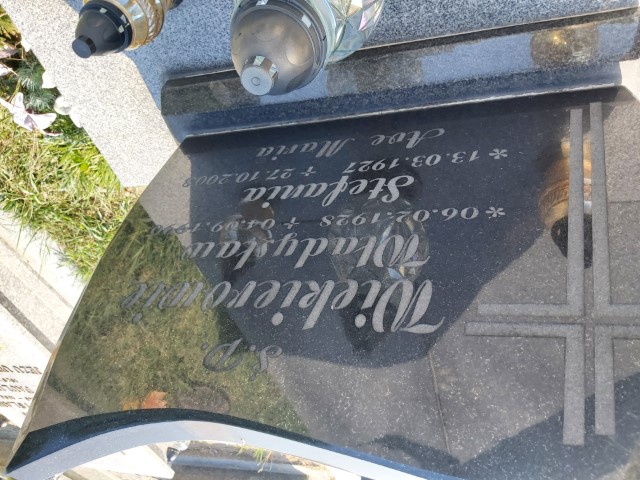 Ś.P.
Wiekierowie
Władysław
*06.02.1928 †
Stefania
*13.03.1927 † 27.10.2008
Ave Maria